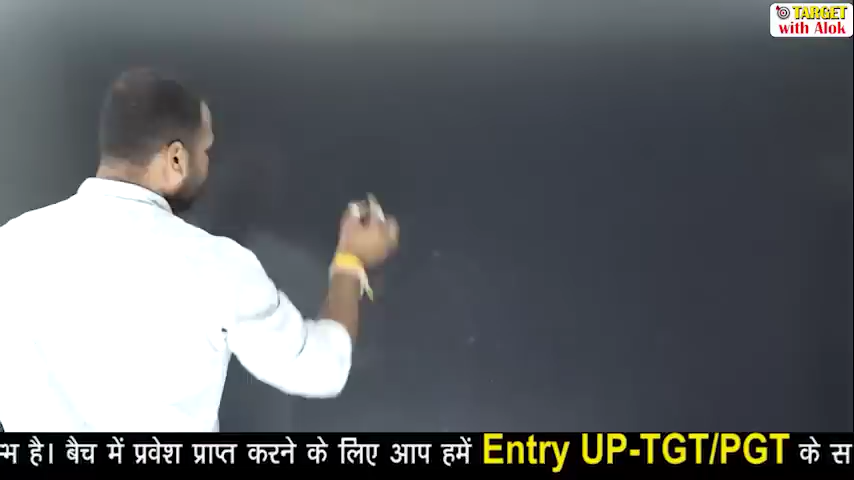 TARGET
with Alok
है। बैच में प्रवेश प्राप्त करने के लिए आप हमें Entry UP-TGT/PGT के